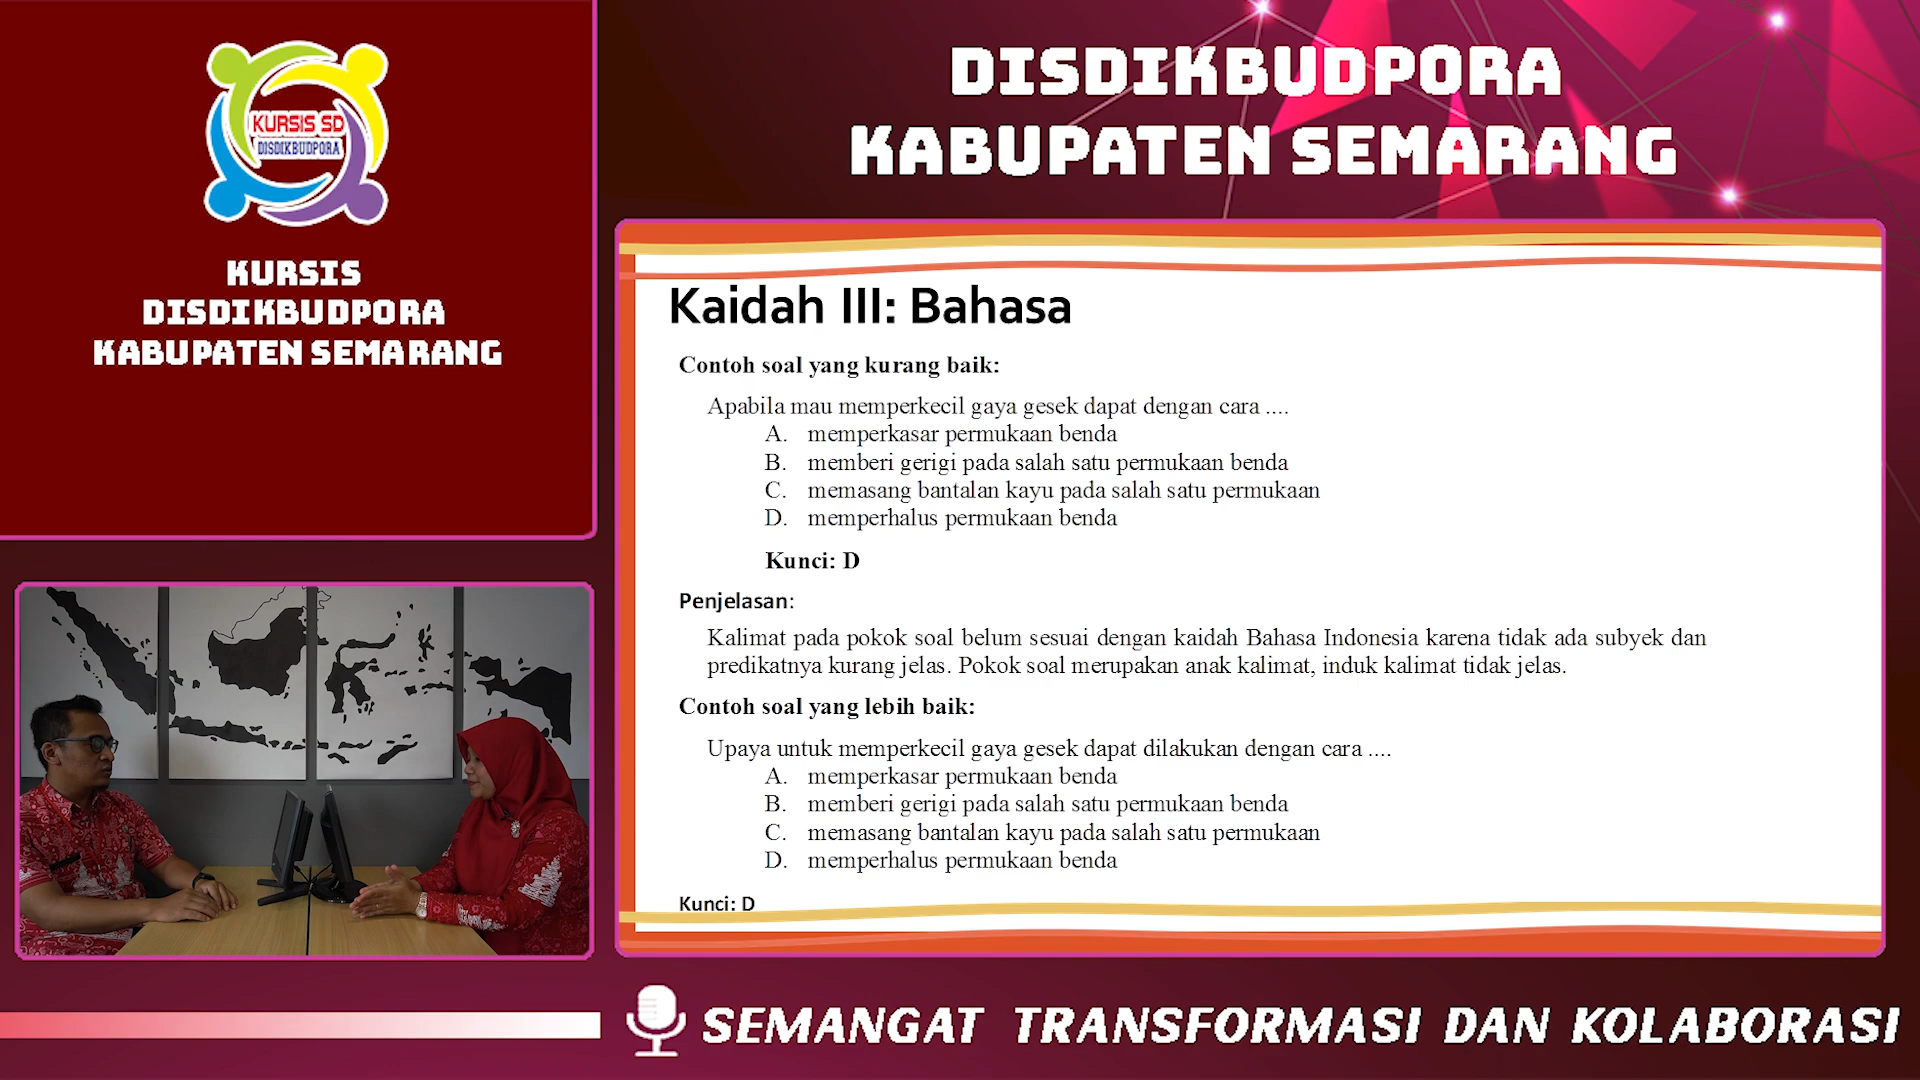 KURSIS SD
DISDIKBUDPORA
KURSIS
DISDIKBUDPORA
KABUPATEN SEMARANG
DISDIKBUDPORA
KABUPATEN SEMARANG
Kaidah III: Bahasa
Contoh soal yang kurang baik:
Apabila mau memperkecil gaya gesek dapat dengan cara ....
A. memperkasar permukaan benda
B. memberi gerigi pada salah satu permukaan benda
C. memasang bantalan kayu pada salah satu permukaan
D. memperhalus permukaan benda
Kunci: D
Penjelasan:
Kalimat pada pokok soal belum sesuai dengan kaidah Bahasa Indonesia karena tidak ada subyek dan
predikatnya kurang jelas. Pokok soal merupakan anak kalimat, induk kalimat tidak jelas.
Contoh soal yang lebih baik:
Upaya untuk memperkecil gaya gesek dapat dilakukan dengan cara ....
A. memperkasar permukaan benda
B. memberi gerigi pada salah satu permukaan benda
C. memasang bantalan kayu pada salah satu permukaan
D. memperhalus permukaan benda
Kunci: D
SEMANGAT TRANSFORMASI DAN KOLABORASI